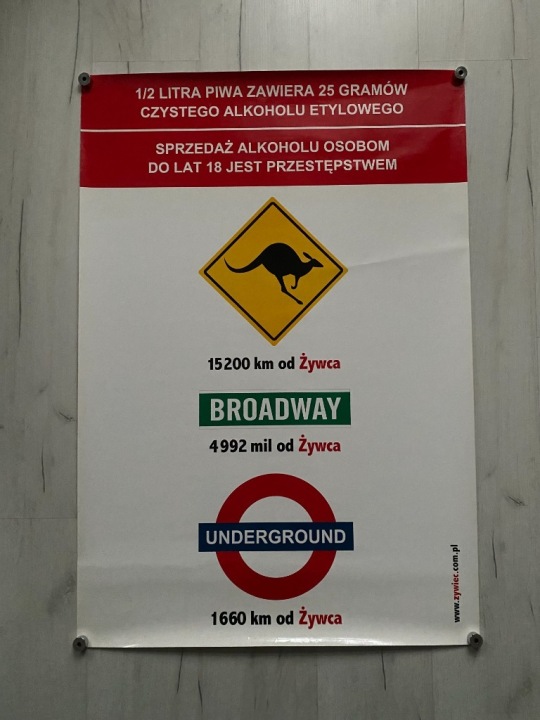 1/2 LITRA PIWA ZAWIERA 25 GRAMÓW
CZYSTEGO ALKOHOLU ETYLOWEGO
SPRZEDAŻ ALKOHOLU OSOBOM
DO LAT 18 JEST PRZESTĘPSTWEM
15200 km od Żywca
BROADWAY
4992 mil od Żywca
UNDERGROUND
1660 km od Żywca
www.zywiec.com.pl